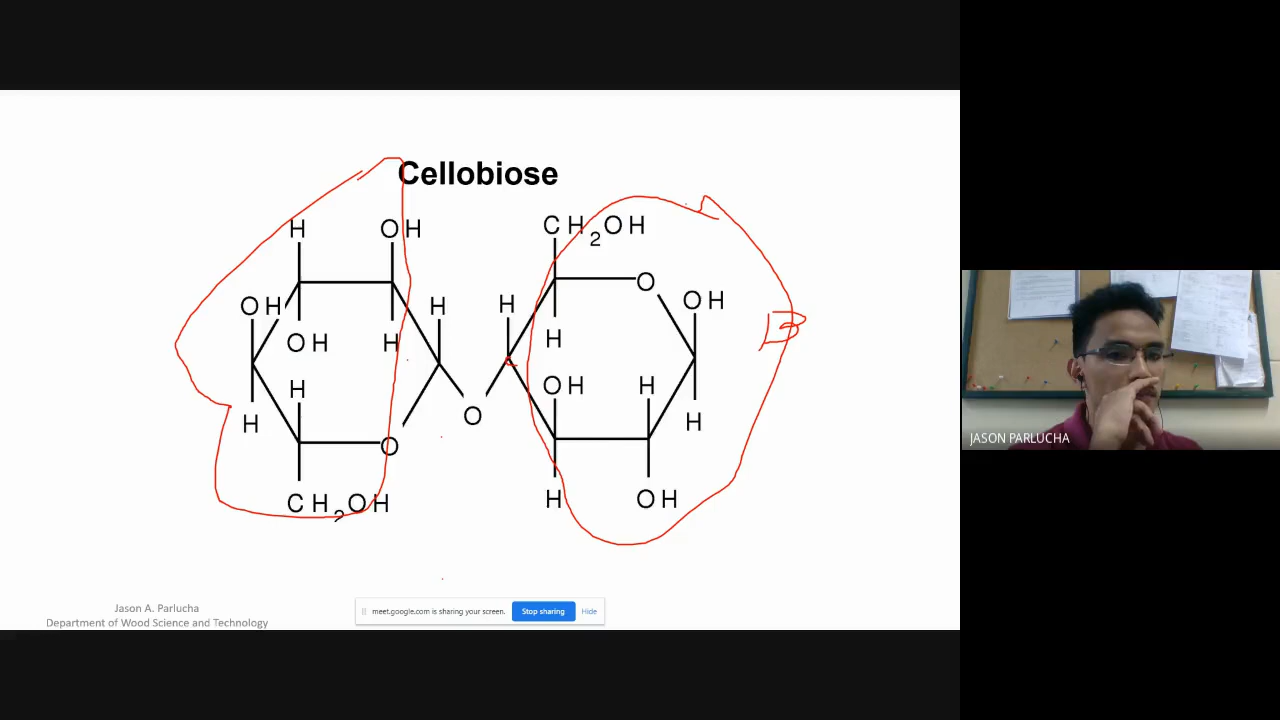 Cellobiose
H OH CH2OH
OH H H OH
OH H H
H OH H
H O H
O CH2OH H OH
Jason A. Parlucha
Department of Wood Science and Technology
meet.google.com is sharing your screen. Stop sharing Hide
JASON PARLUCHA
B